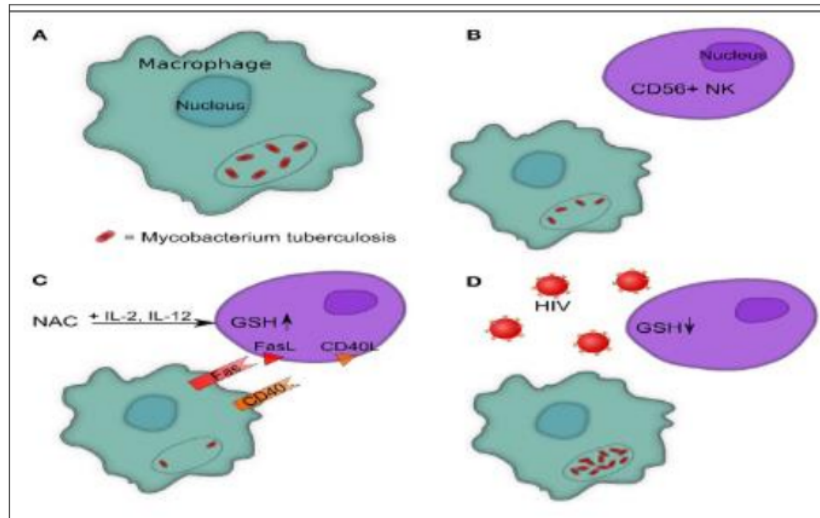 A
Macrophage
Nucleus
= Mycobacterium tuberculosis
B
Nucleus
CD56+ NK
C
NAC + IL-2, IL-12
GSH↑
FasL CD40L
Fas
CD40
D
HIV
GSH↓